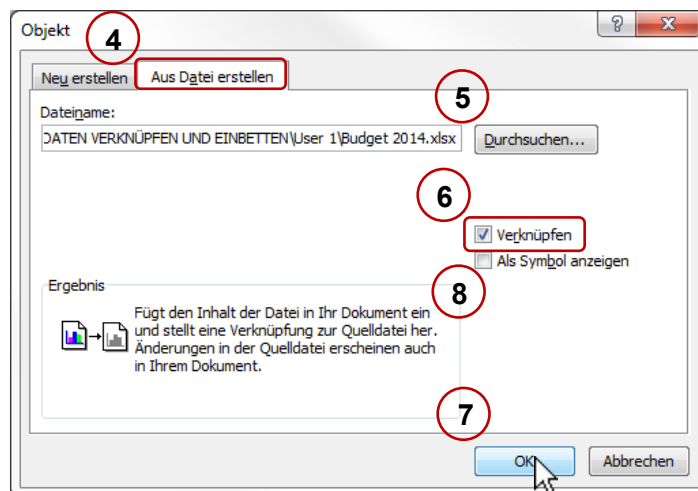 Objekt
4
?
X
Neu erstellen
Aus Datei erstellen
5
Dateiname:
DATEN VERKNÜPFEN UND EINBETTEN\User 1\Budget 2014.xlsx
Durchsuchen...
6
Verknüpfen
Als Symbol anzeigen
8
Ergebnis
Fügt den Inhalt der Datei in Ihr Dokument ein
und stellt eine Verknüpfung zur Quelldatei her.
Änderungen in der Quelldatei erscheinen auch
in Ihrem Dokument.
7
OK
Abbrechen